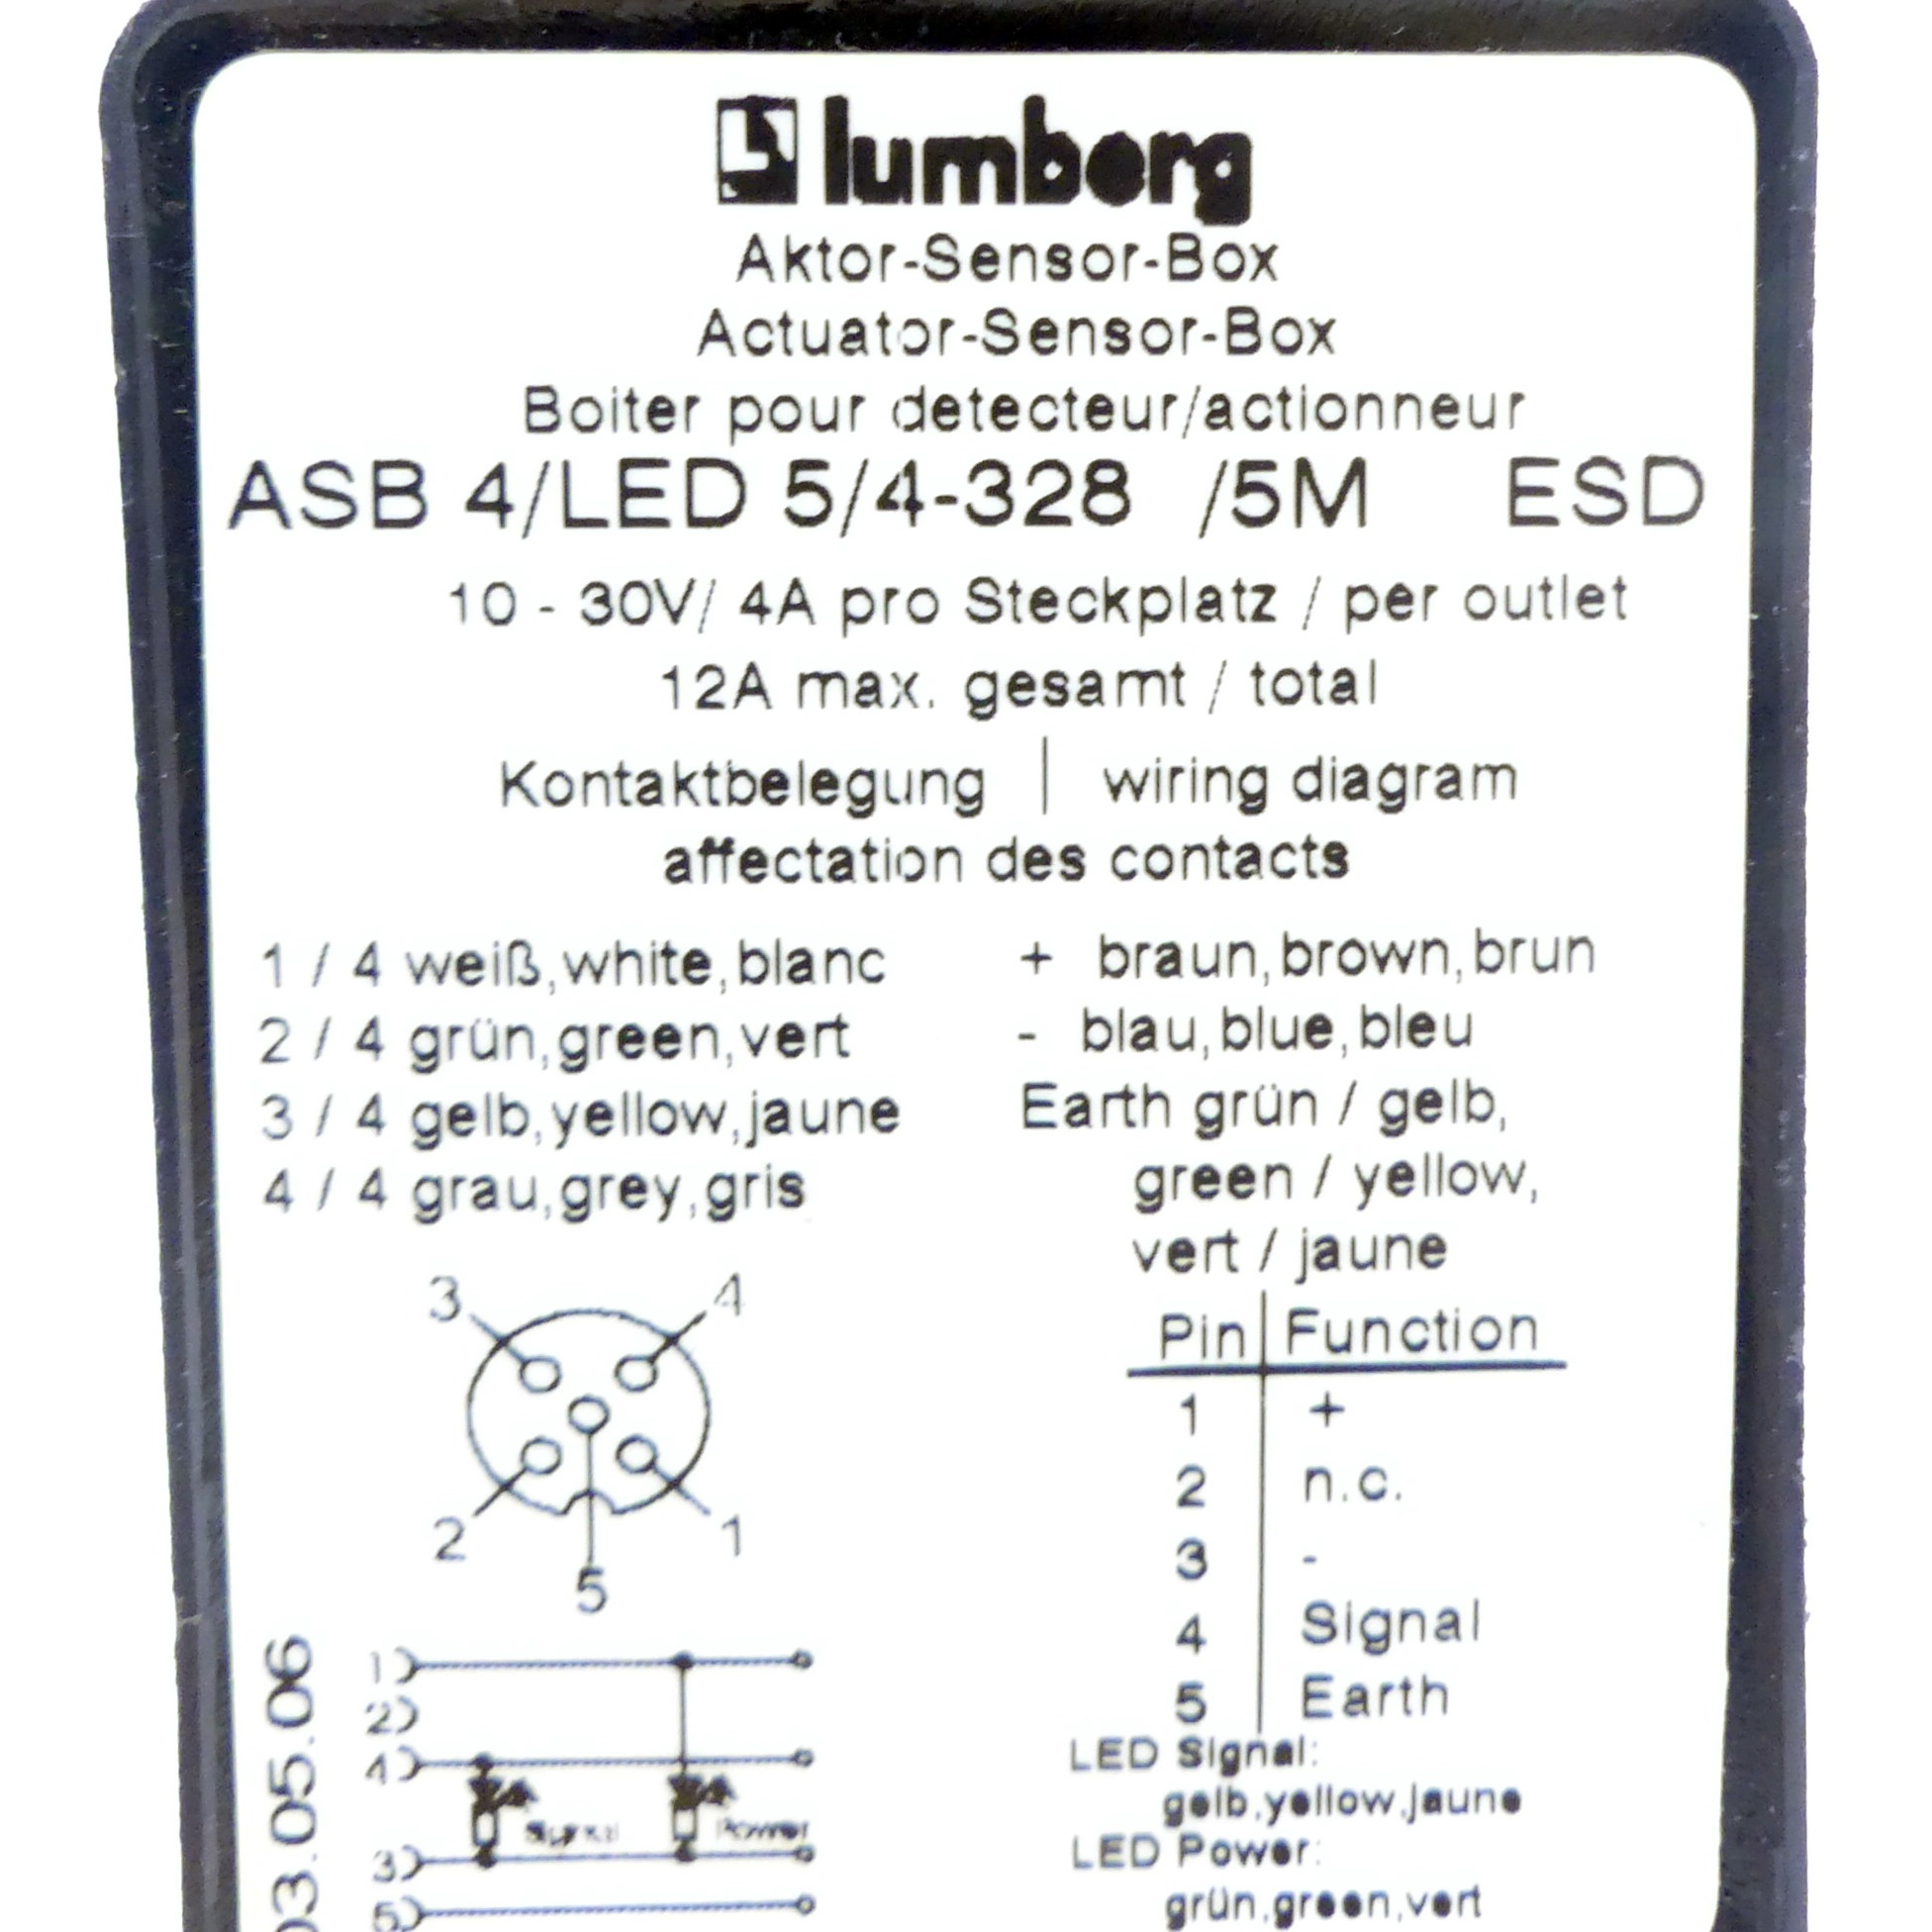 lumberg
Aktor-Sensor-Box
Actuator-Sensor-Box
Boiter pour detecteur/actionneur
ASB 4/LED 5/4-328 /5M ESD
10 - 30V/ 4A pro Steckplatz / per outlet
12A max. gesamt / total
Kontaktbelegung | wiring diagram
affectation des contacts
1 / 4 weiß,white,blanc
2 / 4 grün,green,vert
3 / 4 gelb,yellow,jaune
4 / 4 grau,grey,gris
+ braun,brown,brun
- blau,blue,bleu
Earth grün / gelb,
green / yellow,
vert / jaune
3 4
2 1
5
Pin Function
1 +
2 n.c.
3 -
4 Signal
5 Earth
LED Signal:
gelb,yellow,jaune
LED Power:
grün,green,vert
03.05.06
1
2
4
Signal Power
3
5